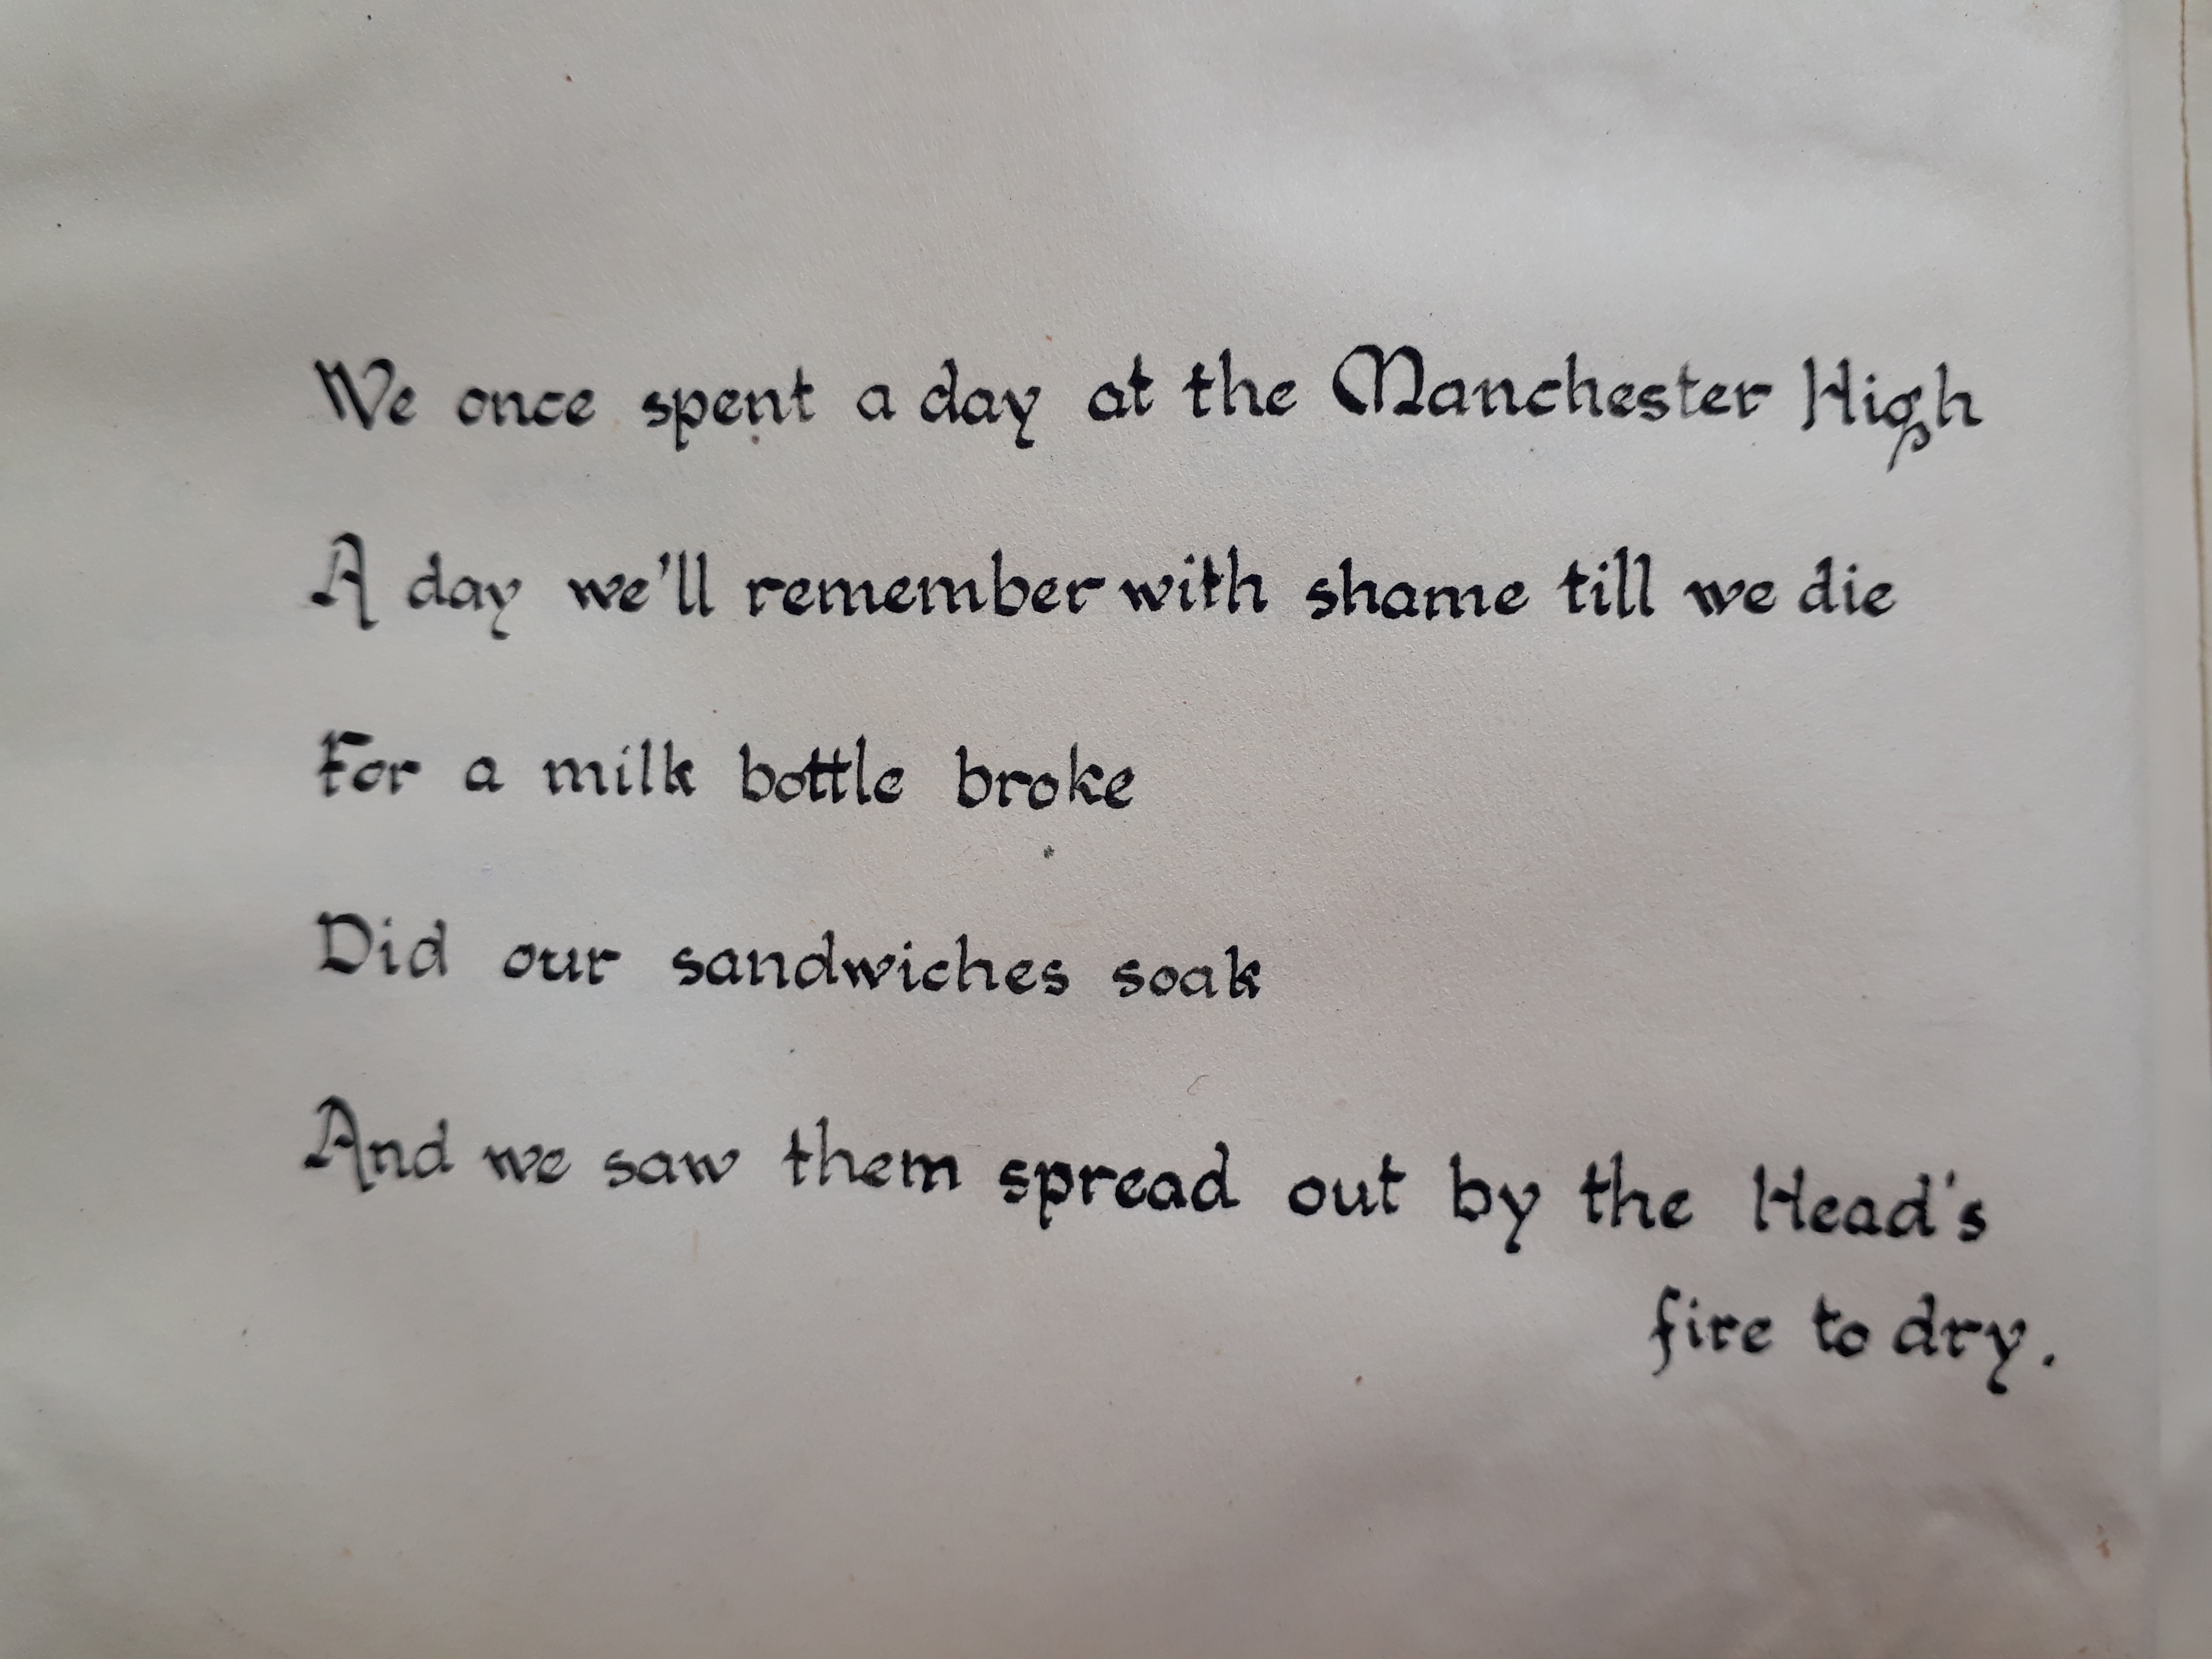 We once spent a day at the Manchester High
A day we'll remember with shame till we die
For a milk bottle broke
Did our sandwiches soak
And we saw them spread out by the Head's
fire to dry.